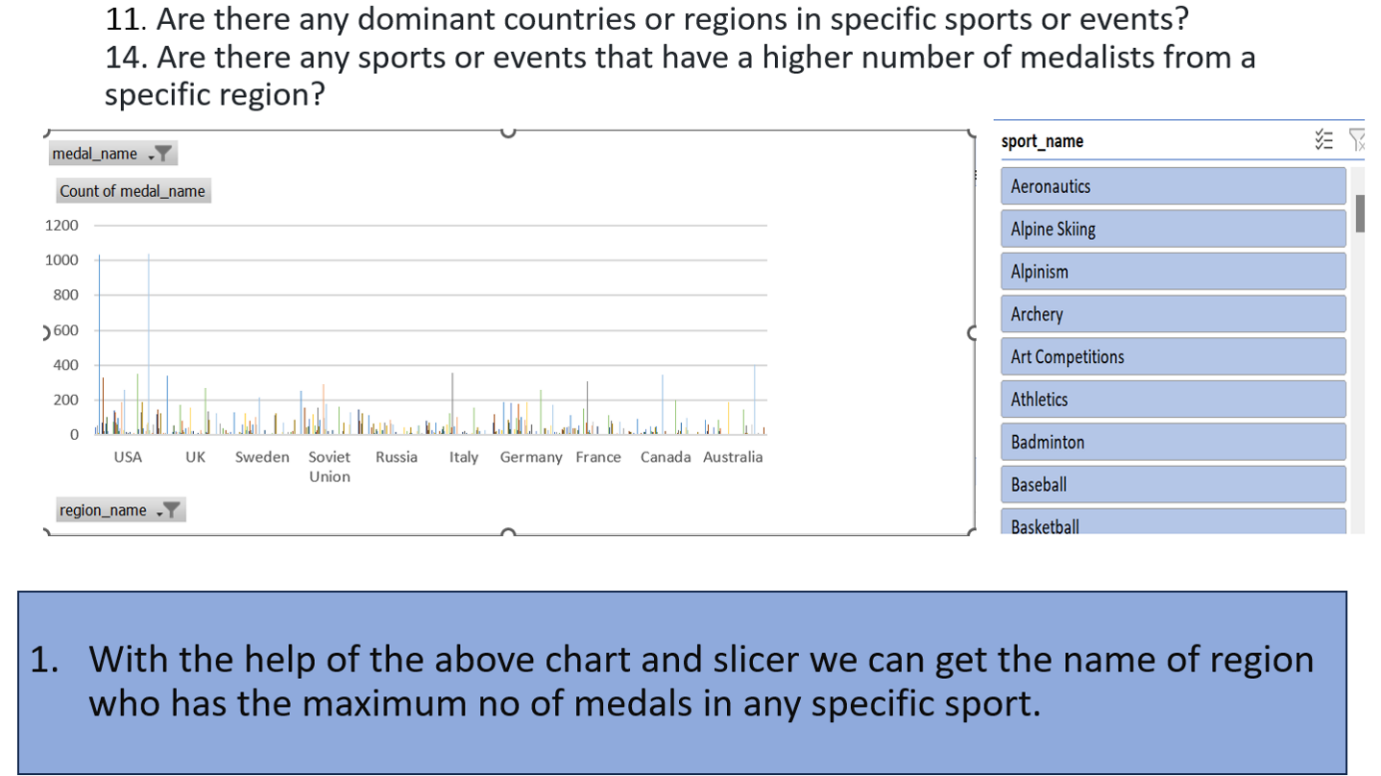 11. Are there any dominant countries or regions in specific sports or events?
14. Are there any sports or events that have a higher number of medalists from a
specific region?
medal_name
Count of medal_name
1200
1000
800
600
400
200
0
USA UK Sweden Soviet Union Russia Italy Germany France Canada Australia
region_name
sport_name
Aeronautics
Alpine Skiing
Alpinism
Archery
Art Competitions
Athletics
Badminton
Baseball
Basketball
1. With the help of the above chart and slicer we can get the name of region
who has the maximum no of medals in any specific sport.